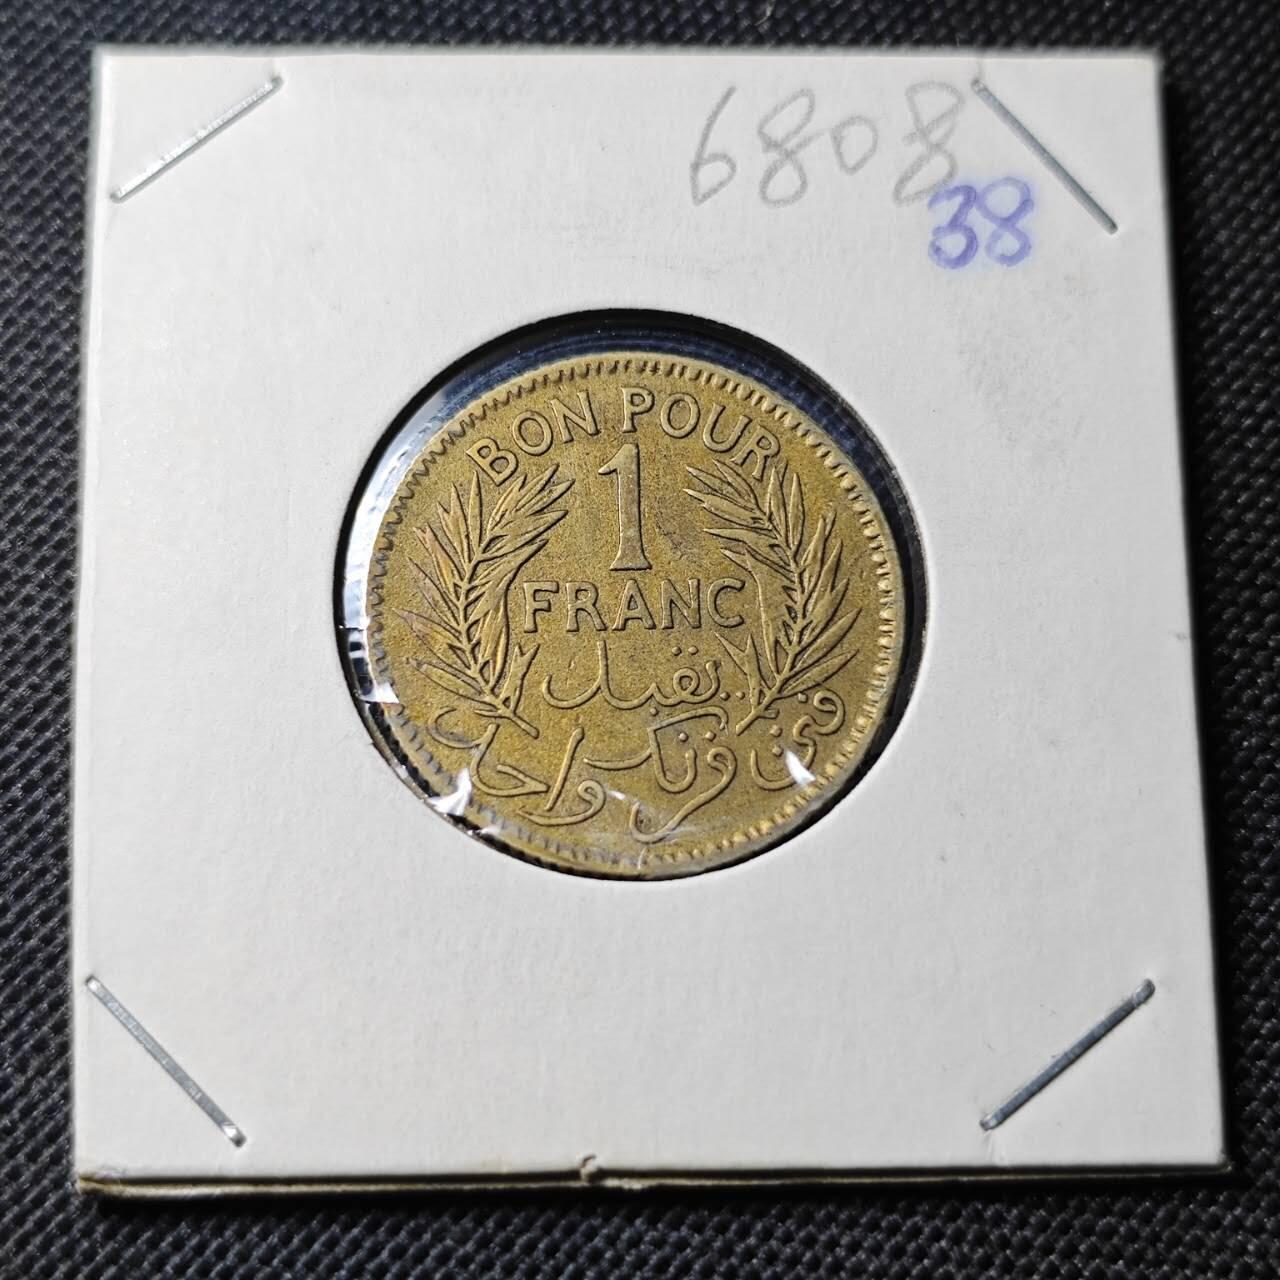 6808
38
BON POUR
1
FRANC
يقبل
في فرنك واحد